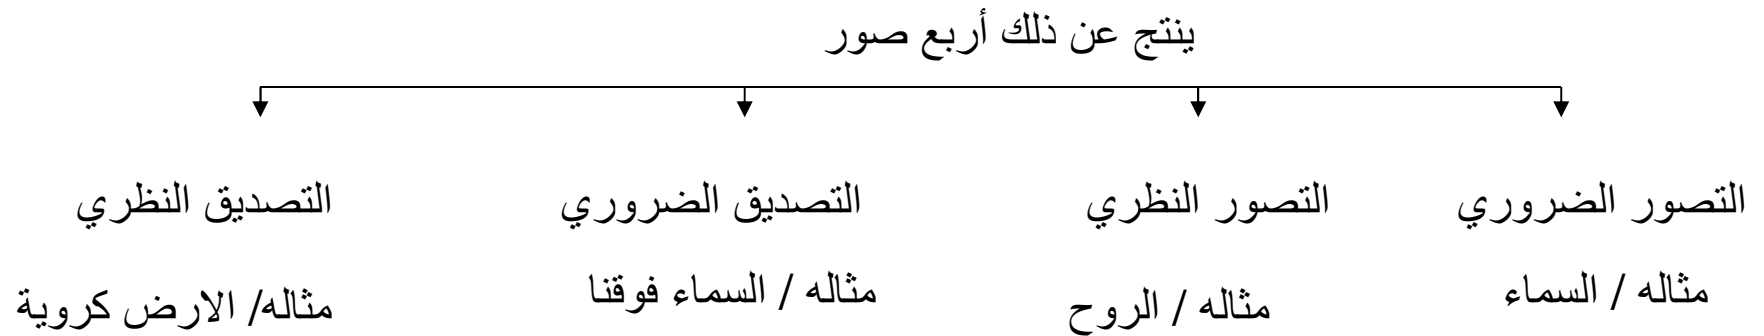 ينتج عن ذلك أربع صور
التصور الضروري
مثاله / السماء
التصور النظري
مثاله / الروح
التصديق الضروري
مثاله / السماء فوقنا
التصديق النظري
مثاله/ الارض كروية